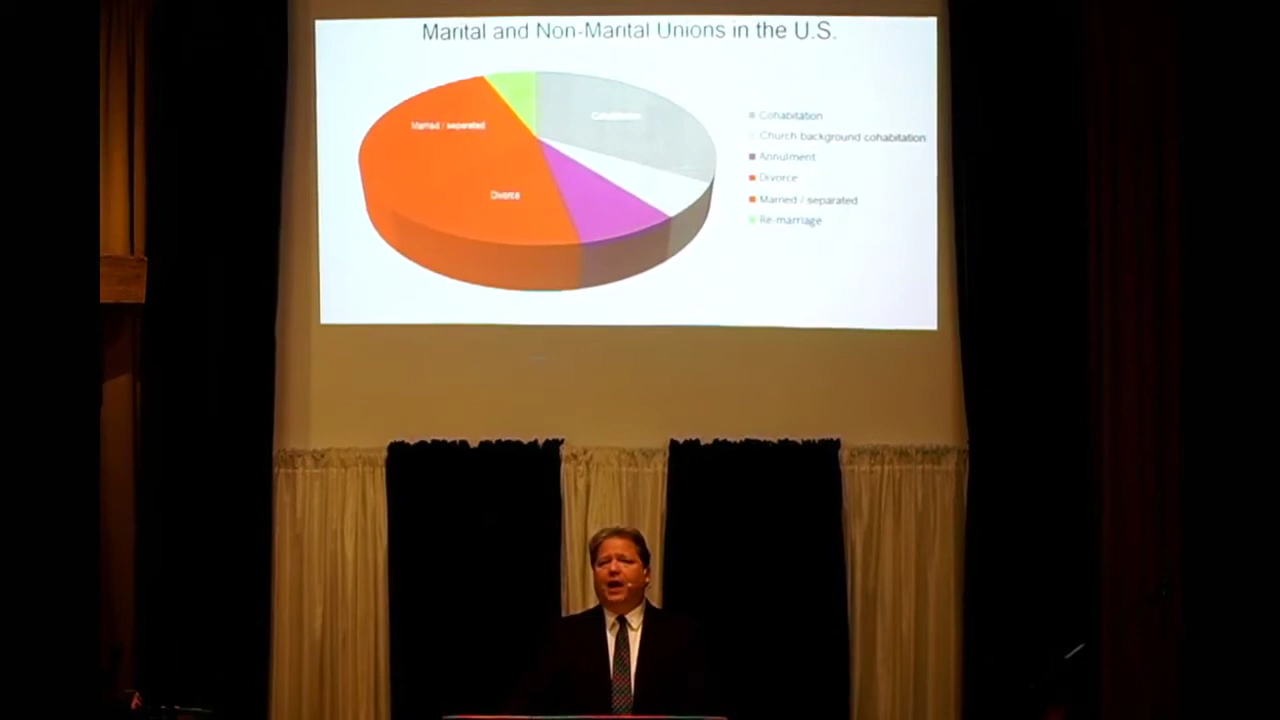 Marital and Non-Marital Unions in the U.S.
Cohabitation
Married / separated
Divorce
Cohabitation
Church background cohabitation
Annulment
Divorce
Married / separated
Re-marriage